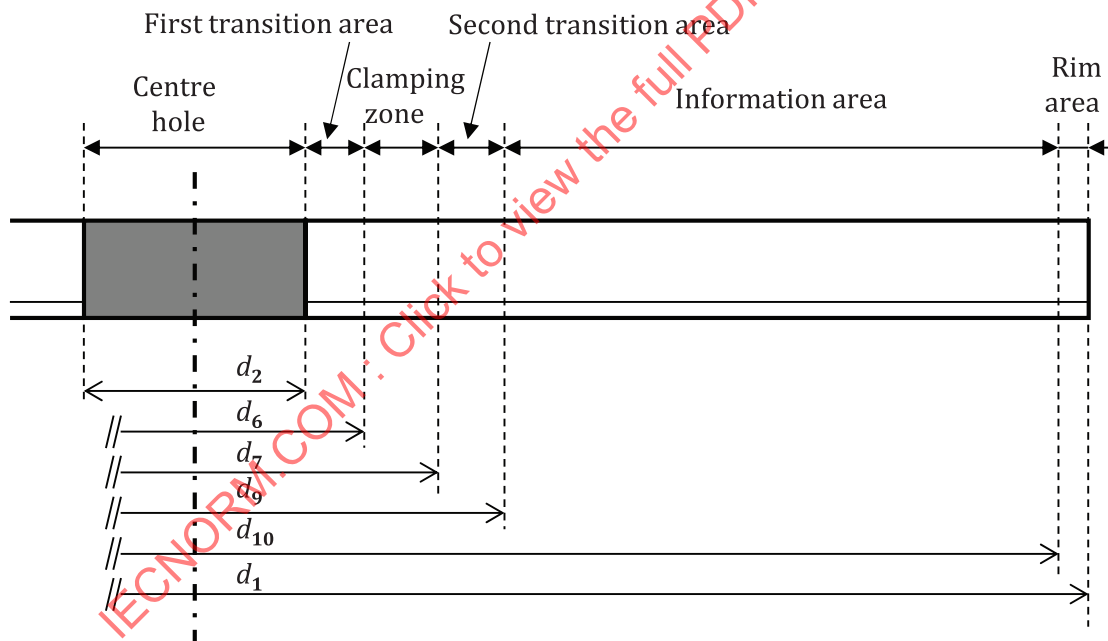 First transition area
Second transition area
Centre
hole
Clamping
zone
Information area
Rim
area
d2
d6
d7
d9
d10
d1
IECNORM.COM : Click to view the full PDF